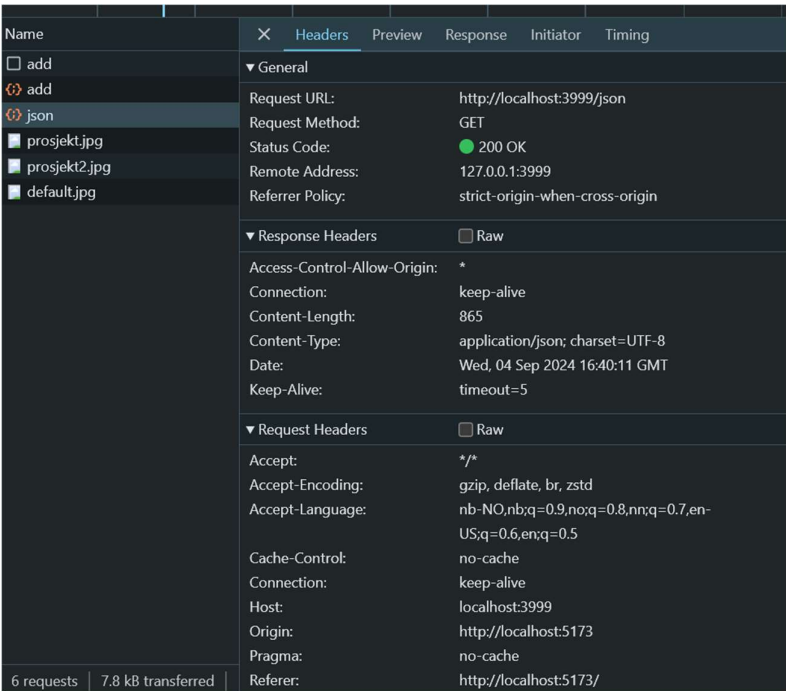 Name
add
add
json
prosjekt.jpg
prosjekt2.jpg
default.jpg
6 requests 7.8 kB transferred
Headers Preview Response Initiator Timing
General
Request URL: http://localhost:3999/json
Request Method: GET
Status Code: 200 OK
Remote Address: 127.0.0.1:3999
Referrer Policy: strict-origin-when-cross-origin
Response Headers Raw
Access-Control-Allow-Origin: *
Connection: keep-alive
Content-Length: 865
Content-Type: application/json; charset=UTF-8
Date: Wed, 04 Sep 2024 16:40:11 GMT
Keep-Alive: timeout=5
Request Headers Raw
Accept: */*
Accept-Encoding: gzip, deflate, br, zstd
Accept-Language: nb-NO,nb;q=0.9,no;q=0.8,nn;q=0.7,en-
US;q=0.6,en;q=0.5
Cache-Control: no-cache
Connection: keep-alive
Host: localhost:3999
Origin: http://localhost:5173
Pragma: no-cache
Referer: http://localhost:5173/